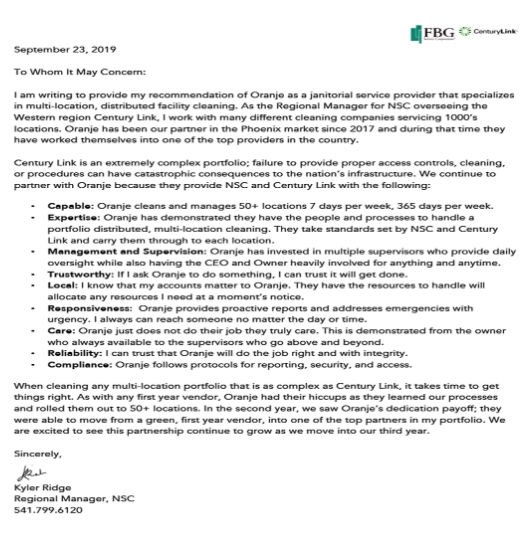 FBG CenturyLink
September 23, 2019
To Whom It May Concern:
I am writing to provide my recommendation of Oranje as a janitorial service provider that specializes
in multi-location, distributed facility cleaning. As the Regional Manager for NSC overseeing the
Western region Century Link, I work with many different cleaning companies servicing 1000's
locations. Oranje has been our partner in the Phoenix market since 2017 and during that time they
have worked themselves into one of the top providers in the country.
Century Link is an extremely complex portfolio; failure to provide proper access controls, cleaning,
or procedures can have catastrophic consequences to the nation's infrastructure. We continue to
partner with Oranje because they provide NSC and Century Link with the following:
- Capable: Oranje cleans and manages 50+ locations 7 days per week, 365 days per week.
- Expertise: Oranje has demonstrated they have the people and processes to handle a
portfolio distributed, multi-location cleaning. They take standards set by NSC and Century
Link and carry them through to each location.
- Management and Supervision: Oranje has invested in multiple supervisors who provide daily
oversight while also having the CEO and Owner heavily involved for anything and anytime.
- Trustworthy: If I ask Oranje to do something, I can trust it will get done.
- Local: I know that my accounts matter to Oranje. They have the resources to handle will
allocate any resources I need at a moment's notice.
- Responsiveness: Oranje provides proactive reports and addresses emergencies with
urgency. I always can reach someone no matter the day or time.
- Care: Oranje just does not do their job they truly care. This is demonstrated from the owner
who always available to the supervisors who go above and beyond.
- Reliability: I can trust that Oranje will do the job right and with integrity.
- Compliance: Oranje follows protocols for reporting, security, and access.
When cleaning any multi-location portfolio that is as complex as Century Link, it takes time to get
things right. As with any first year vendor, Oranje had their hiccups as they learned our processes
and rolled them out to 50+ locations. In the second year, we saw Oranje's dedication payoff; they
were able to move from a green, first year vendor, into one of the top partners in my portfolio. We
are excited to see this partnership continue to grow as we move into our third year.
Sincerely,
Kyler Ridge
Regional Manager, NSC
541.799.6120